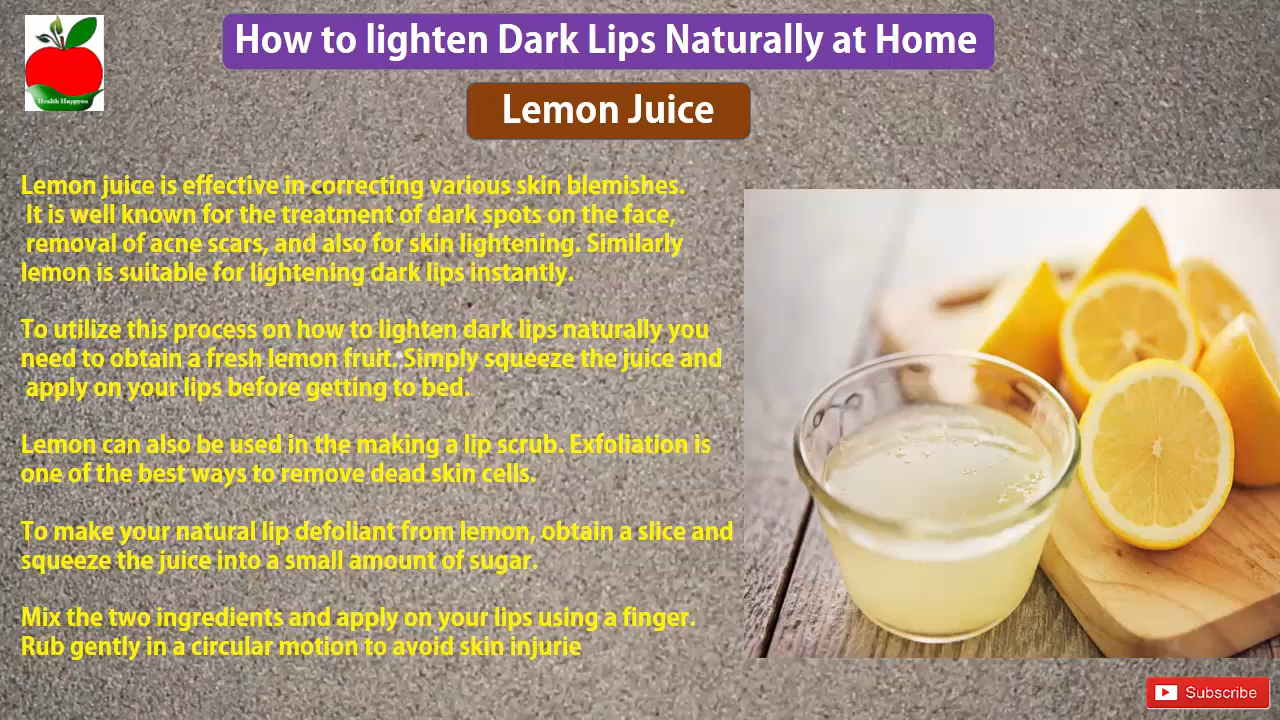 How to lighten Dark Lips Naturally at Home
Health Happyou
Lemon Juice
Lemon juice is effective in correcting various skin blemishes.
It is well known for the treatment of dark spots on the face,
removal of acne scars, and also for skin lightening. Similarly
lemon is suitable for lightening dark lips instantly.
To utilize this process on how to lighten dark lips naturally you
need to obtain a fresh lemon fruit. Simply squeeze the juice and
apply on your lips before getting to bed.
Lemon can also be used in the making a lip scrub. Exfoliation is
one of the best ways to remove dead skin cells.
To make your natural lip defoliant from lemon, obtain a slice and
squeeze the juice into a small amount of sugar.
Mix the two ingredients and apply on your lips using a finger.
Rub gently in a circular motion to avoid skin injurie
Subscribe